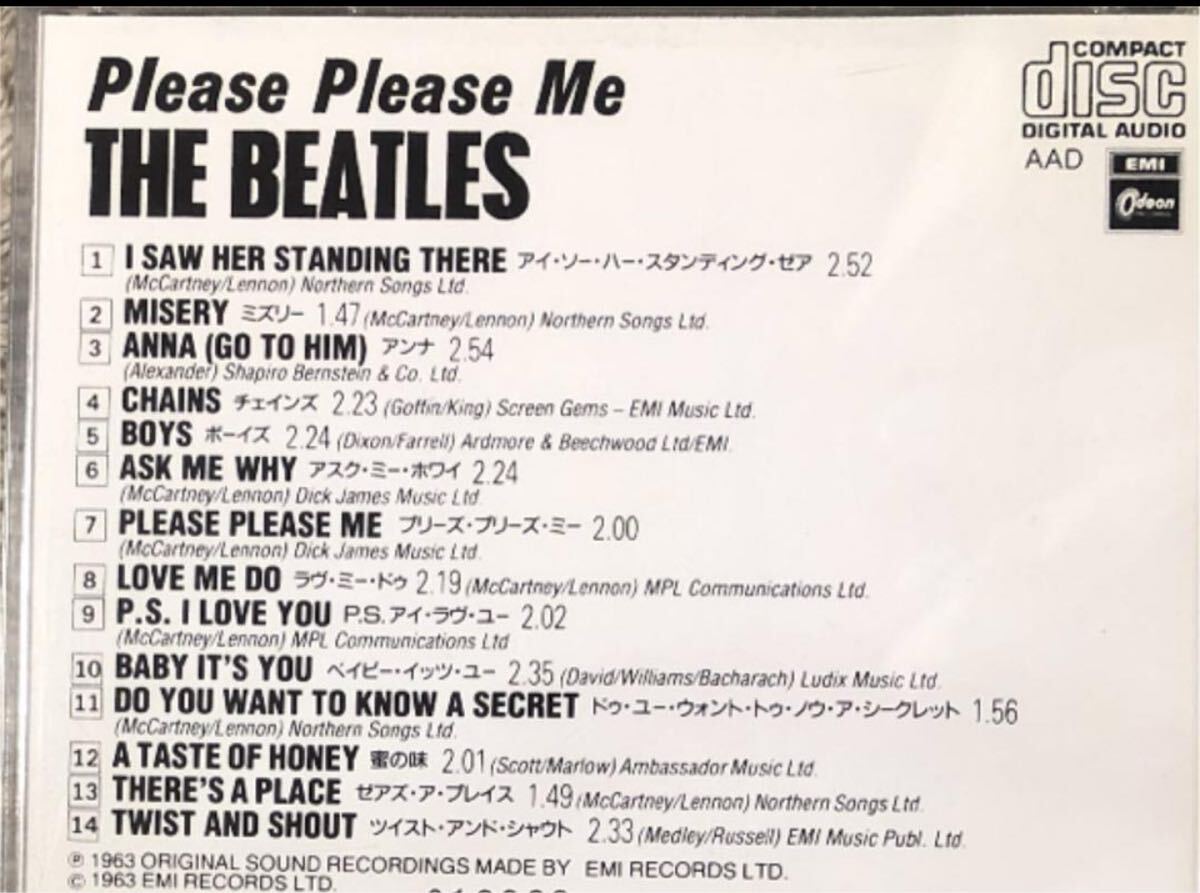 Please Please Me
THE BEATLES
COMPACT
disc
DIGITAL AUDIO
AAD
EMI
Odeon
1 I SAW HER STANDING THERE アイ・ソー・ハー・スタンディング・ゼア 2.52
(McCartney/Lennon) Northern Songs Ltd.
2 MISERY ミズリー 1.47 (McCartney/Lennon) Northern Songs Ltd.
3 ANNA (GO TO HIM) アンナ 2.54
(Alexander) Shapiro Bernstein & Co. Ltd.
4 CHAINS チェインズ 2.23 (Goffin/King) Screen Gems – EMI Music Ltd.
5 BOYS ボーイズ 2.24 (Dixon/Farrell) Ardmore & Beechwood Ltd/EMI.
6 ASK ME WHY アスク・ミー・ホワイ 2.24
(McCartney/Lennon) Dick James Music Ltd.
7 PLEASE PLEASE ME プリーズ・プリーズ・ミー 2.00
(McCartney/Lennon) Dick James Music Ltd.
8 LOVE ME DO ラヴ・ミー・ドゥ 2.19 (McCartney/Lennon) MPL Communications Ltd.
9 P.S. I LOVE YOU P.S.アイ・ラヴ・ユー 2.02
(McCartney/Lennon) MPL Communications Ltd
10 BABY IT'S YOU ベイビー・イッツ・ユー 2.35 (David/Williams/Bacharach) Ludix Music Ltd.
11 DO YOU WANT TO KNOW A SECRET ドゥ・ユー・ウォント・トゥ・ノウ・ア・シークレット 1.56
(McCartney/Lennon) Northern Songs Ltd.
12 A TASTE OF HONEY 蜜の味 2.01 (Scott/Marlow) Ambassador Music Ltd.
13 THERE'S A PLACE ゼアズ・ア・プレイス 1.49 (McCartney/Lennon) Northern Songs Ltd.
14 TWIST AND SHOUT ツイスト・アンド・シャウト 2.33 (Medley/Russell) EMI Music Publ. Ltd.
℗ 1963 ORIGINAL SOUND RECORDINGS MADE BY EMI RECORDS LTD.
© 1963 EMI RECORDS LTD.